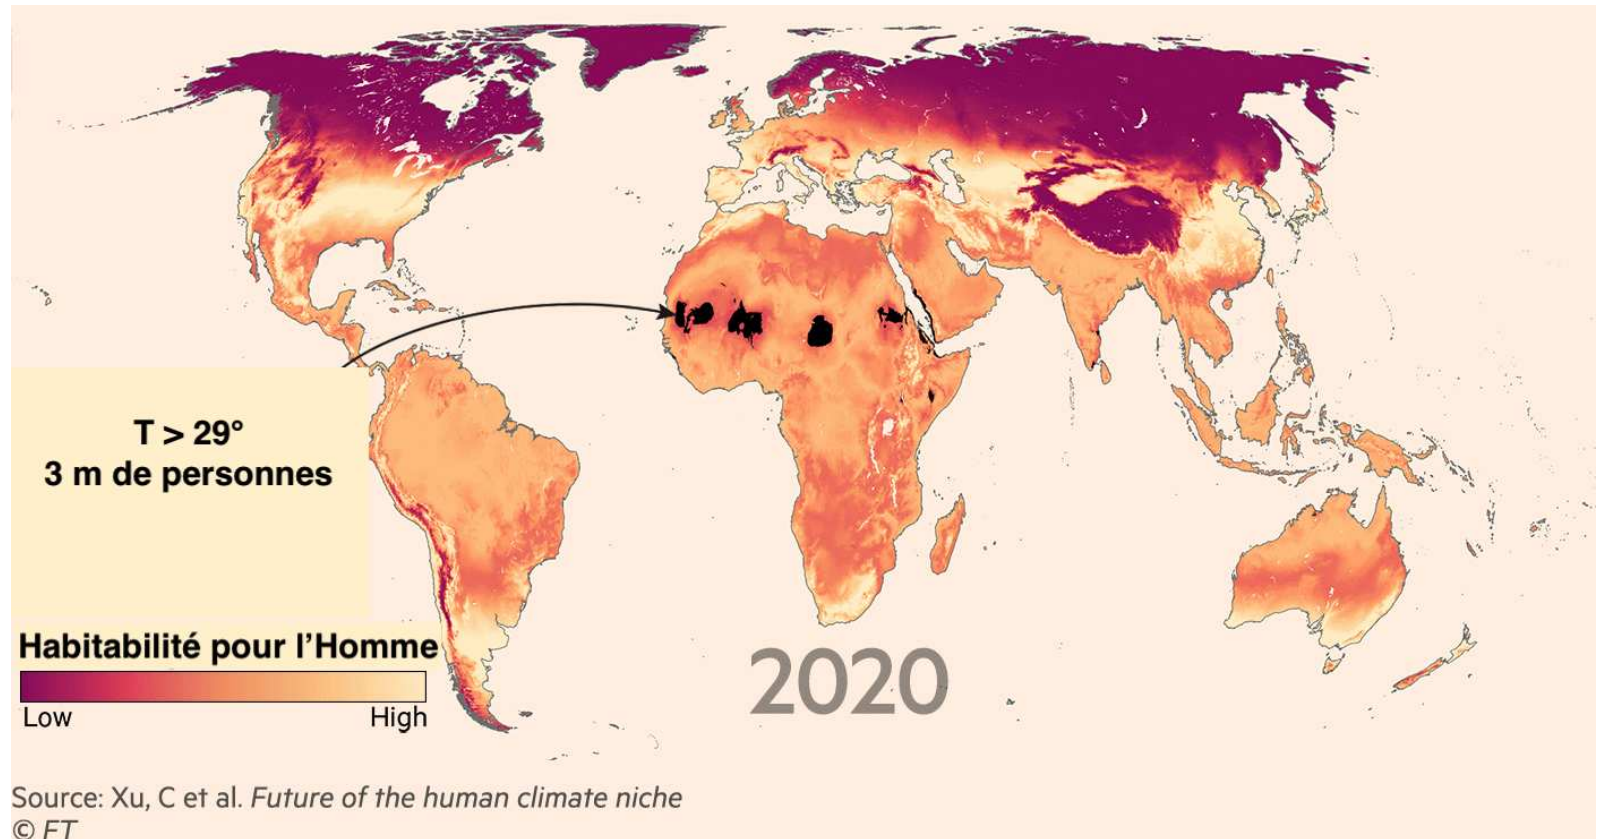 T > 29°
3 m de personnes
Habitabilité pour l’Homme
Low High
2020
Source: Xu, C et al. Future of the human climate niche
© FT